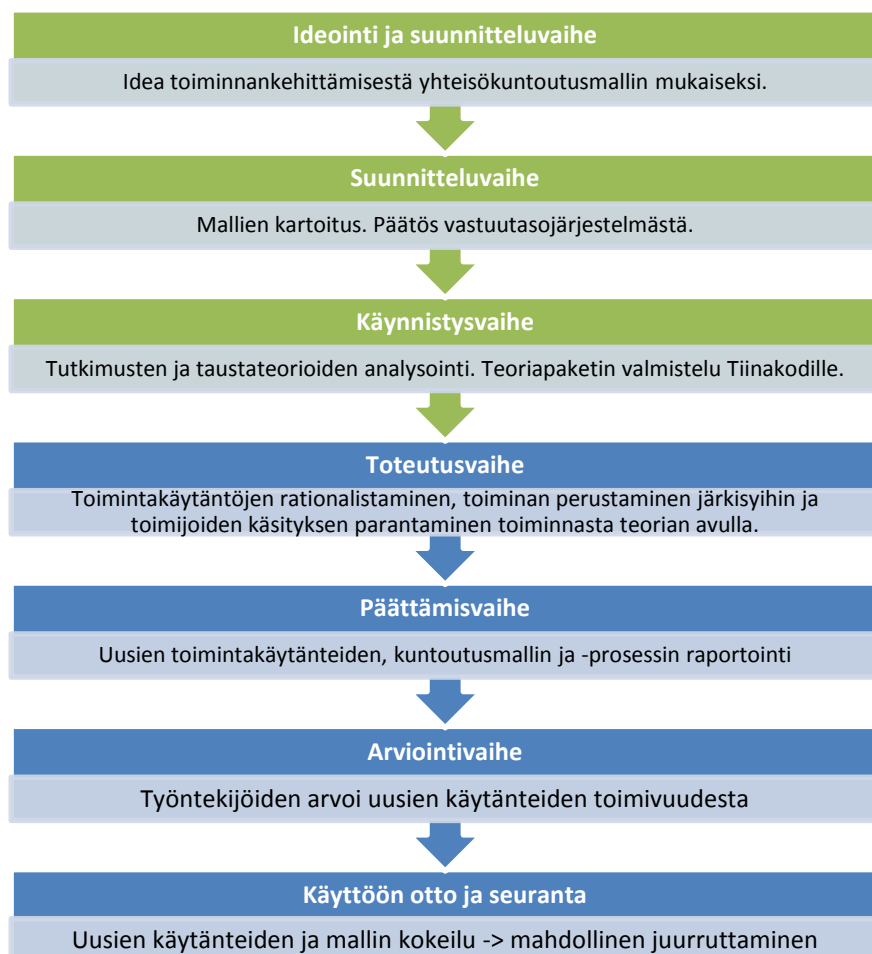 Ideointi ja suunnitteluvaihe
Idea toiminnankehittämisestä yhteisökuntoutusmallin mukaiseksi.
Suunnitteluvaihe
Mallien kartoitus. Päätös vastuutasojärjestelmästä.
Käynnistysvaihe
Tutkimusten ja taustateorioiden analysointi. Teoriapaketin valmistelu Tiinakodille.
Toteutusvaihe
Toimintakäytäntöjen rationalistaminen, toiminan perustaminen järkisyihin ja
toimijoiden käsityksen parantaminen toiminnasta teorian avulla.
Päättämisvaihe
Uusien toimintakäytänteiden, kuntoutusmallin ja -prosessin raportointi
Arviointivaihe
Työntekijöiden arvoi uusien käytänteiden toimivuudesta
Käyttöön otto ja seuranta
Uusien käytänteiden ja mallin kokeilu -> mahdollinen juurruttaminen